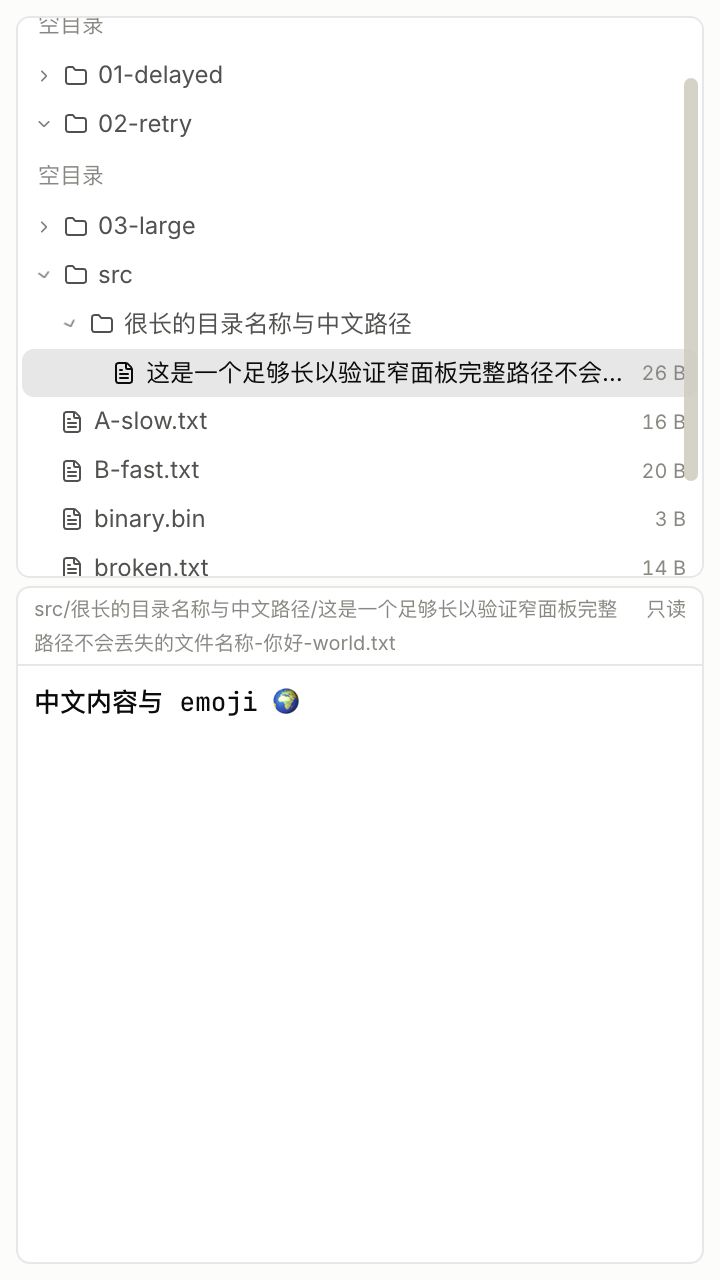 空目录
01-delayed
02-retry
空目录
03-large
src
很长的目录名称与中文路径
这是一个足够长以验证窄面板完整路径不会... 26 B
A-slow.txt 16 B
B-fast.txt 20 B
binary.bin 3 B
broken.txt 14 B
src/很长的目录名称与中文路径/这是一个足够长以验证窄面板完整 只读
路径不会丢失的文件名称-你好-world.txt
中文内容与 emoji 🌍